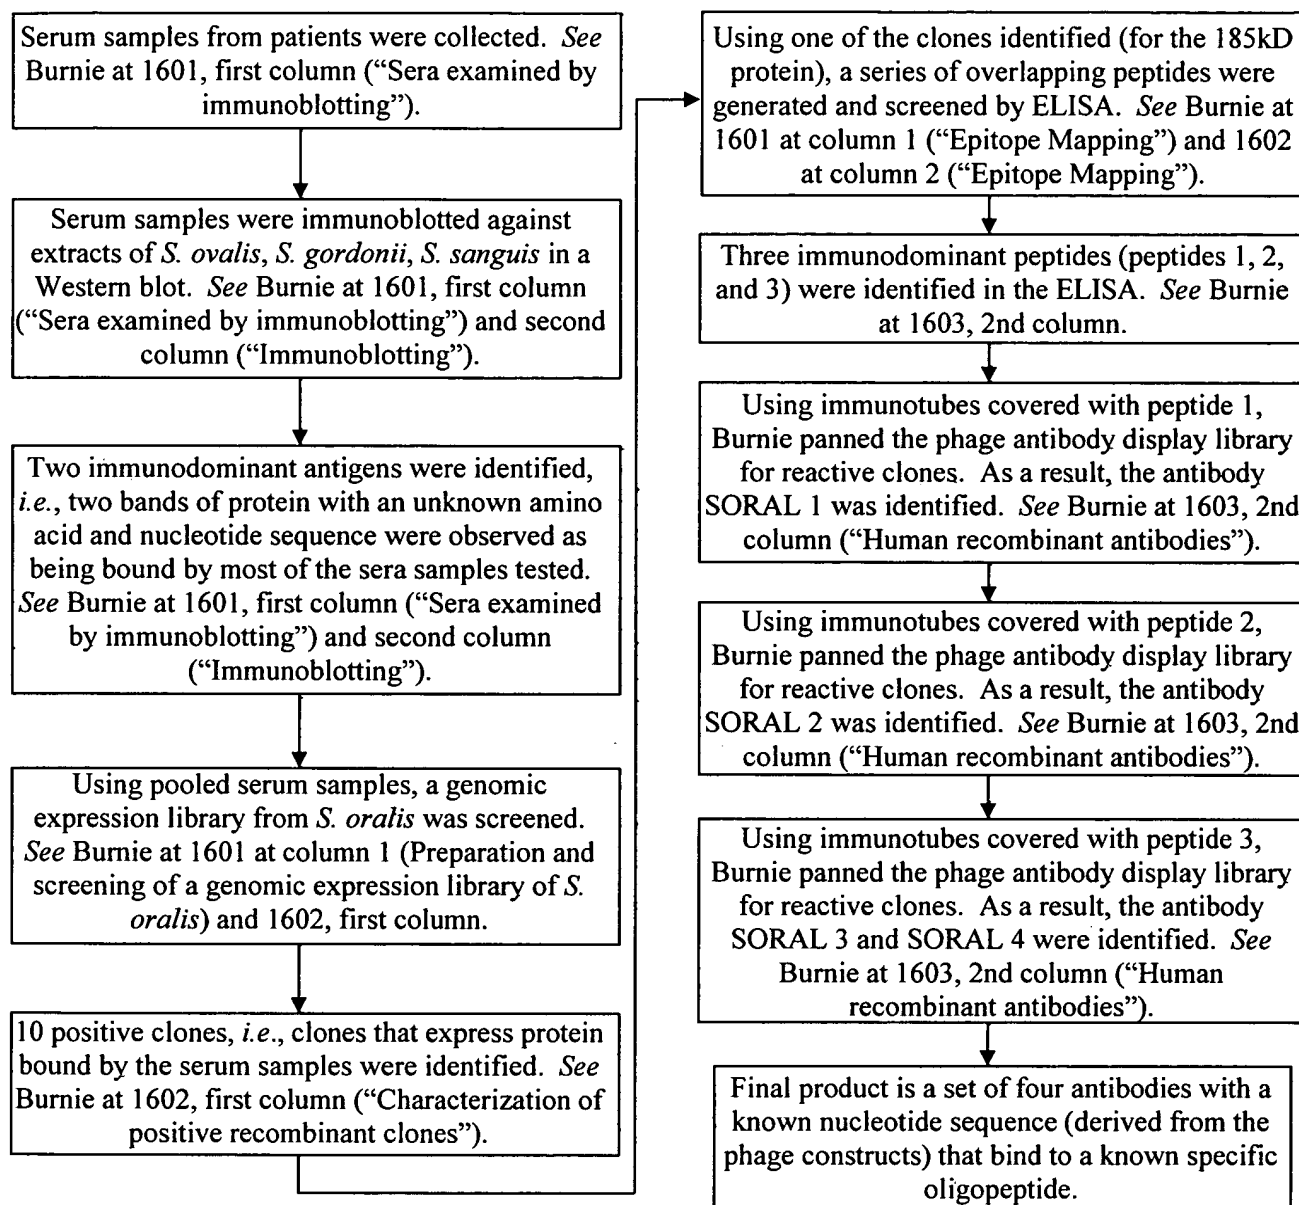 Serum samples from patients were collected. See
Burnie at 1601, first column (“Sera examined by
immunoblotting”).
Serum samples were immunoblotted against
extracts of S. ovalis, S. gordonii, S. sanguis in a
Western blot. See Burnie at 1601, first column
(“Sera examined by immunoblotting”) and second
column (“Immunoblotting”).
Two immunodominant antigens were identified,
i.e., two bands of protein with an unknown amino
acid and nucleotide sequence were observed as
being bound by most of the sera samples tested.
See Burnie at 1601, first column (“Sera examined
by immunoblotting”) and second column
(“Immunoblotting”).
Using pooled serum samples, a genomic
expression library from S. oralis was screened.
See Burnie at 1601 at column 1 (Preparation and
screening of a genomic expression library of S.
oralis) and 1602, first column.
10 positive clones, i.e., clones that express protein
bound by the serum samples were identified. See
Burnie at 1602, first column (“Characterization of
positive recombinant clones”).
Using one of the clones identified (for the 185kD
protein), a series of overlapping peptides were
generated and screened by ELISA. See Burnie at
1601 at column 1 (“Epitope Mapping”) and 1602
at column 2 (“Epitope Mapping”).
Three immunodominant peptides (peptides 1, 2,
and 3) were identified in the ELISA. See Burnie
at 1603, 2nd column.
Using immunotubes covered with peptide 1,
Burnie panned the phage antibody display library
for reactive clones. As a result, the antibody
SORAL 1 was identified. See Burnie at 1603, 2nd
column (“Human recombinant antibodies”).
Using immunotubes covered with peptide 2,
Burnie panned the phage antibody display library
for reactive clones. As a result, the antibody
SORAL 2 was identified. See Burnie at 1603, 2nd
column (“Human recombinant antibodies”).
Using immunotubes covered with peptide 3,
Burnie panned the phage antibody display library
for reactive clones. As a result, the antibody
SORAL 3 and SORAL 4 were identified. See
Burnie at 1603, 2nd column (“Human
recombinant antibodies”).
Final product is a set of four antibodies with a
known nucleotide sequence (derived from the
phage constructs) that bind to a known specific
oligopeptide.